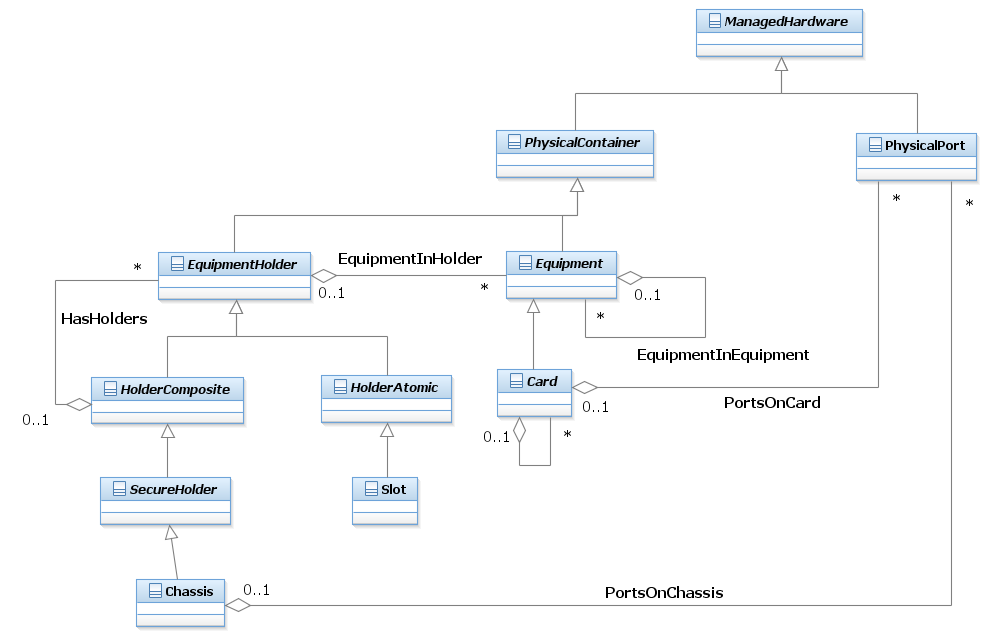 ManagedHardware
PhysicalContainer
PhysicalPort
*
*
EquipmentHolder
EquipmentInHolder
Equipment
*
0..1
*
0..1
*
HasHolders
EquipmentInEquipment
HolderComposite
HolderAtomic
Card
0..1
0..1
PortsOnCard
0..1
*
SecureHolder
Slot
Chassis
0..1
PortsOnChassis